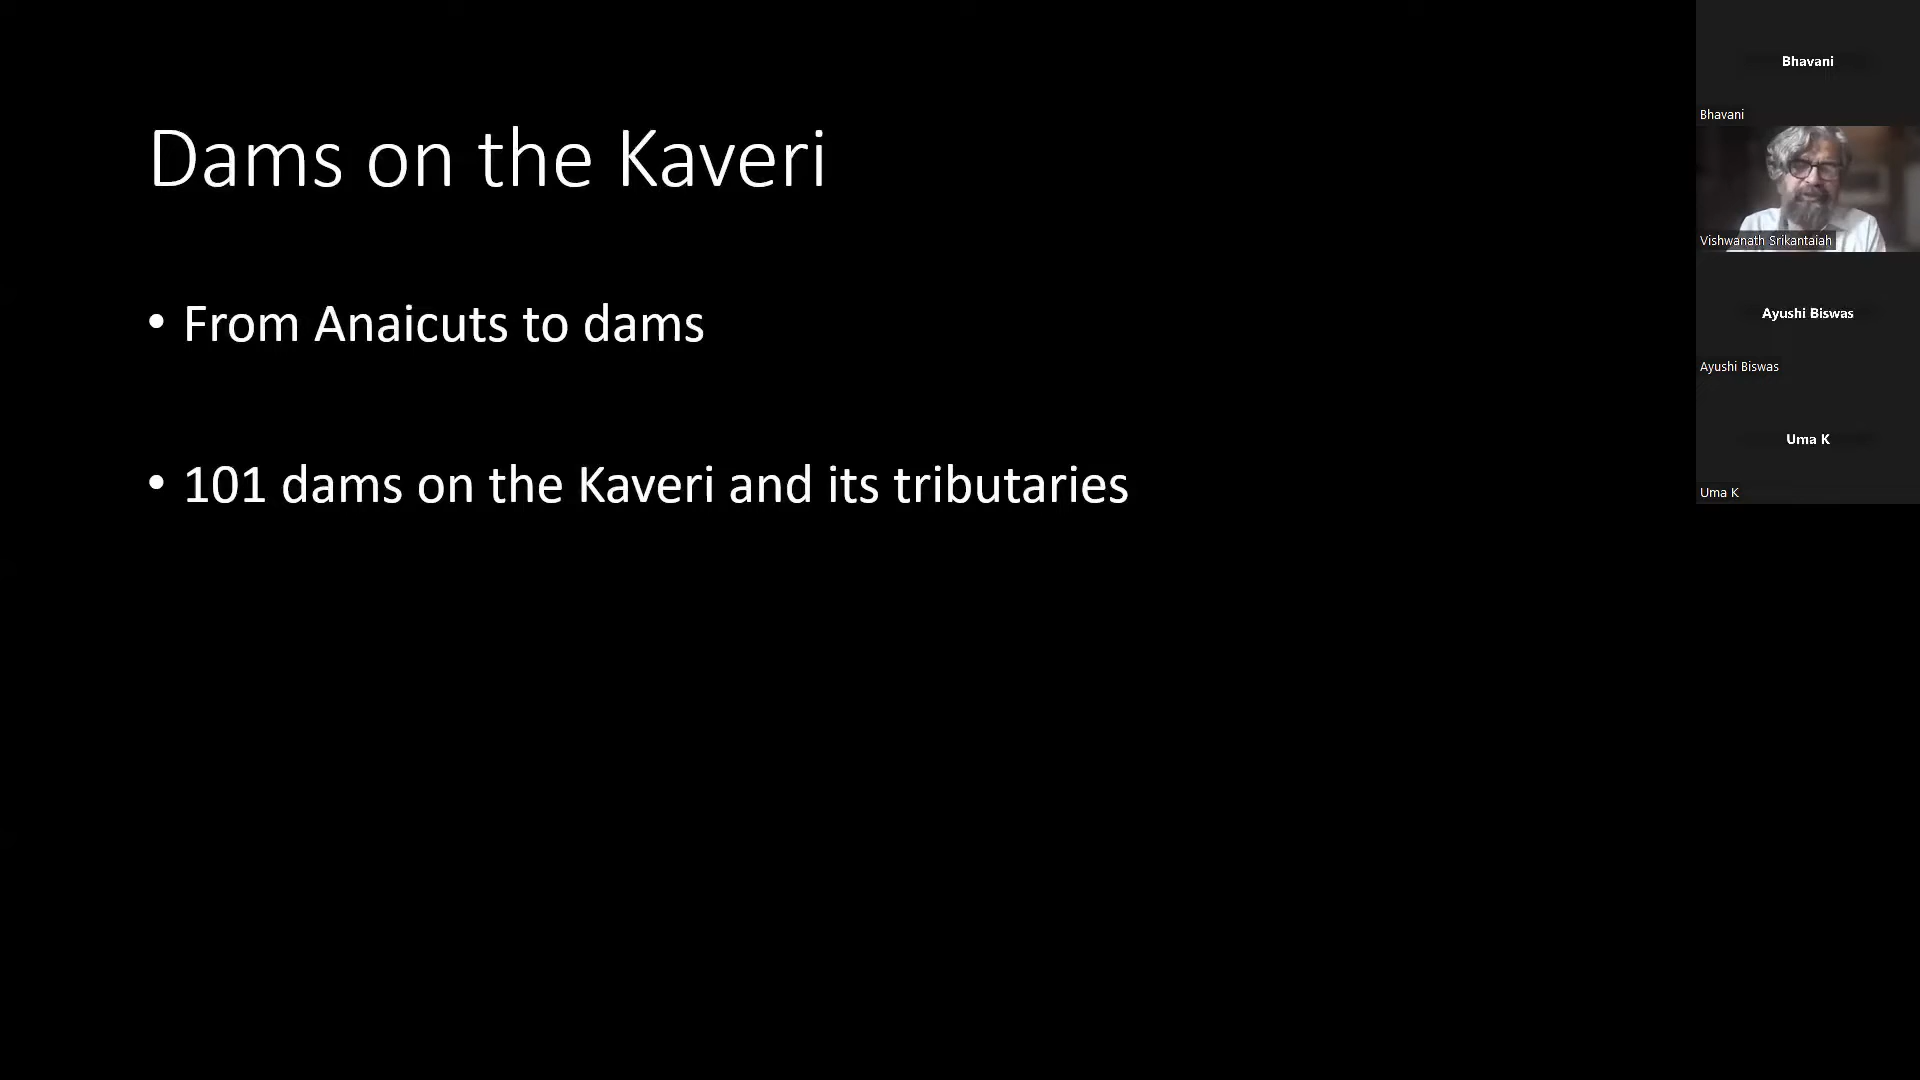 Dams on the Kaveri
• From Anaicuts to dams
• 101 dams on the Kaveri and its tributaries
Bhavani
Bhavani
Vishwanath Srikantaiah
Ayushi Biswas
Ayushi Biswas
Uma K
Uma K